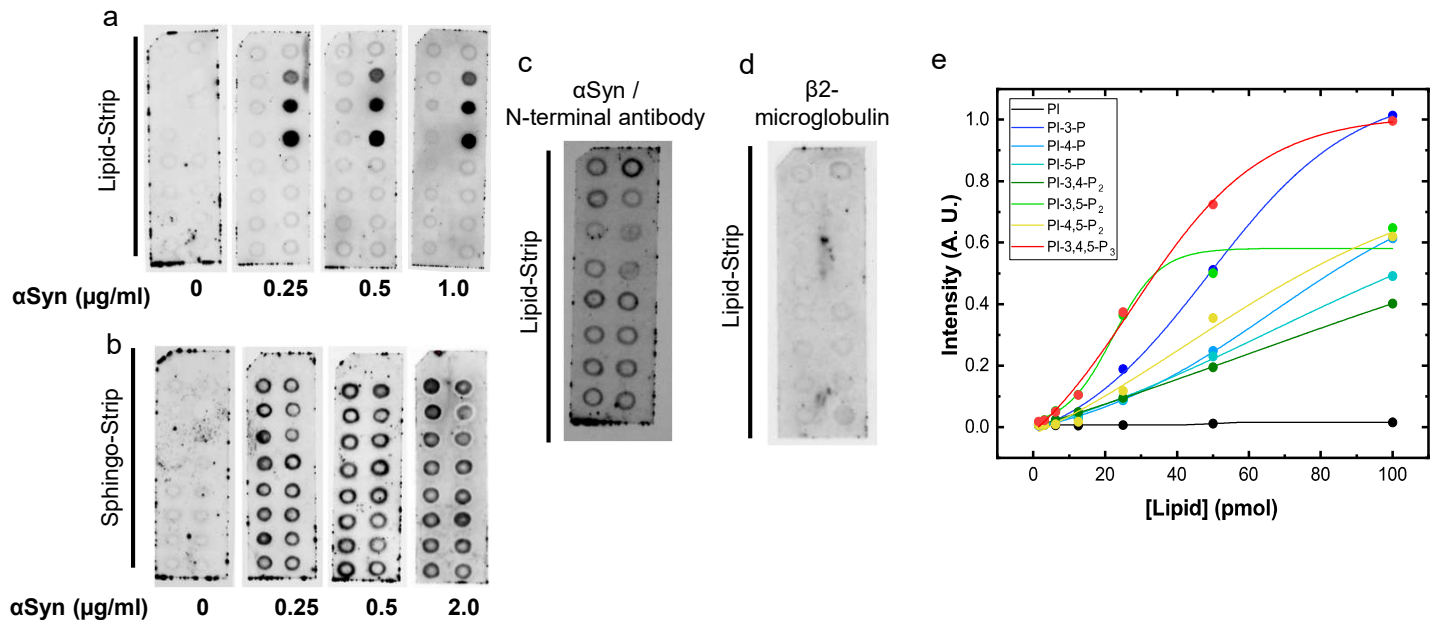 a
Lipid-Strip
αSyn (µg/ml)
0
0.25
0.5
1.0
b
Sphingo-Strip
αSyn (µg/ml)
0
0.25
0.5
2.0
c
αSyn /
N-terminal antibody
Lipid-Strip
d
β2-
microglobulin
Lipid-Strip
e
Intensity (A. U.)
1.0
0.8
0.6
0.4
0.2
0.0
PI
PI-3-P
PI-4-P
PI-5-P
PI-3,4-P2
PI-3,5-P2
PI-4,5-P2
PI-3,4,5-P3
0
20
40
60
80
100
[Lipid] (pmol)